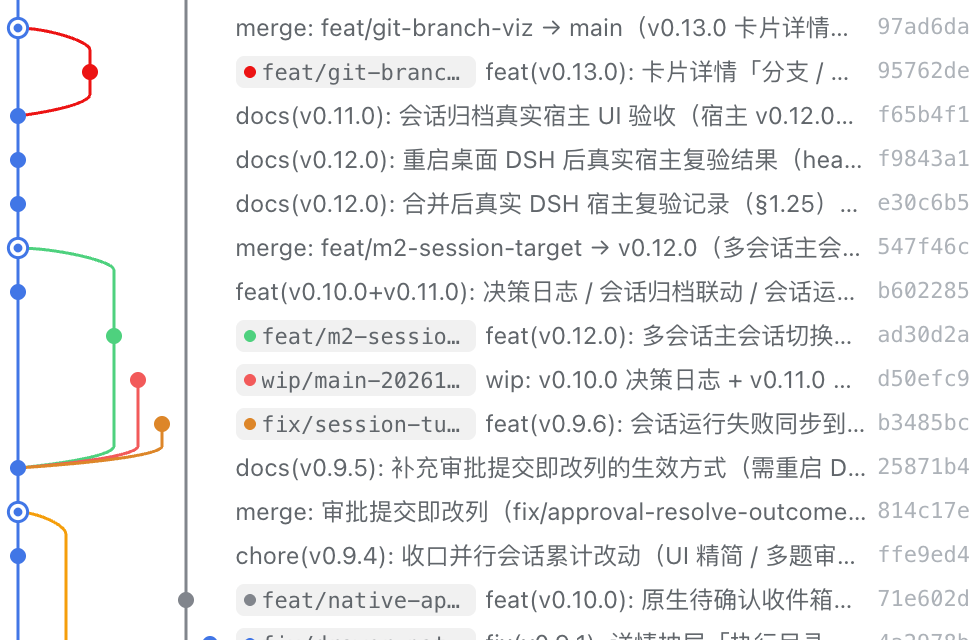 merge: feat/git-branch-viz → main（v0.13.0 卡片详情... 97ad6da
feat/git-branc… feat(v0.13.0): 卡片详情「分支 / ... 95762de
docs(v0.11.0): 会话归档真实宿主 UI 验收（宿主 v0.12.0... f65b4f1
docs(v0.12.0): 重启桌面 DSH 后真实宿主复验结果（hea... f9843a1
docs(v0.12.0): 合并后真实 DSH 宿主复验记录（§1.25） ... e30c6b5
merge: feat/m2-session-target → v0.12.0（多会话主会... 547f46c
feat(v0.10.0+v0.11.0): 决策日志 / 会话归档联动 / 会话运... b602285
feat/m2-sessio… feat(v0.12.0): 多会话主会话切换... ad30d2a
wip/main-20261… wip: v0.10.0 决策日志 + v0.11.0 ... d50efc9
fix/session-tu… feat(v0.9.6): 会话运行失败同步到... b3485bc
docs(v0.9.5): 补充审批提交即改列的生效方式（需重启 D... 25871b4
merge: 审批提交即改列（fix/approval-resolve-outcome... 814c17e
chore(v0.9.4): 收口并行会话累计改动（UI 精简 / 多题审... ffe9ed4
feat/native-ap… feat(v0.10.0): 原生待确认收件箱... 71e602d